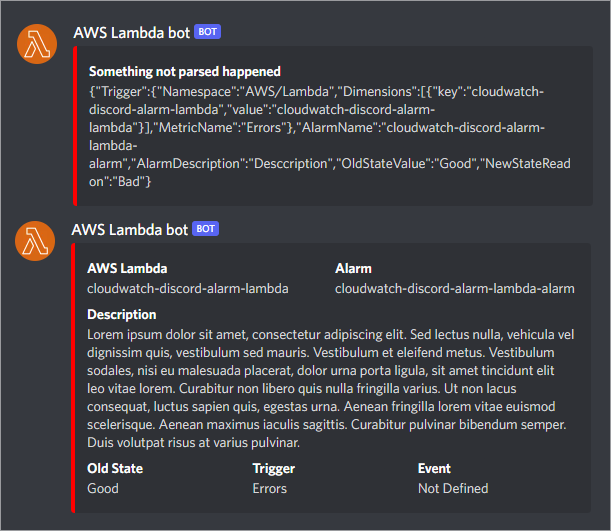 AWS Lambda bot BOT
Something not parsed happened
{"Trigger":{"Namespace":"AWS/Lambda","Dimensions":[{"key":"cloudwatch-
discord-alarm-lambda","value":"cloudwatch-discord-alarm-
lambda"}],"MetricName":"Errors"},"AlarmName":"cloudwatch-discord-alarm-
lambda-
alarm","AlarmDescription":"Desccription","OldStateValue":"Good","NewStateRead
on":"Bad"}
AWS Lambda bot BOT
AWS Lambda Alarm
cloudwatch-discord-alarm-lambda cloudwatch-discord-alarm-lambda-alarm
Description
Lorem ipsum dolor sit amet, consectetur adipiscing elit. Sed lectus nulla, vehicula vel
dignissim quis, vestibulum sed mauris. Vestibulum et eleifend metus. Vestibulum
sodales, nisi eu malesuada placerat, dolor urna porta ligula, sit amet tincidunt elit
leo vitae lorem. Curabitur non libero quis nulla fringilla varius. Ut non lacus
consequat, luctus sapien quis, egestas urna. Aenean fringilla lorem vitae euismod
scelerisque. Aenean maximus iaculis sagittis. Curabitur pulvinar bibendum semper.
Duis volutpat risus at varius pulvinar.
Old State Trigger Event
Good Errors Not Defined